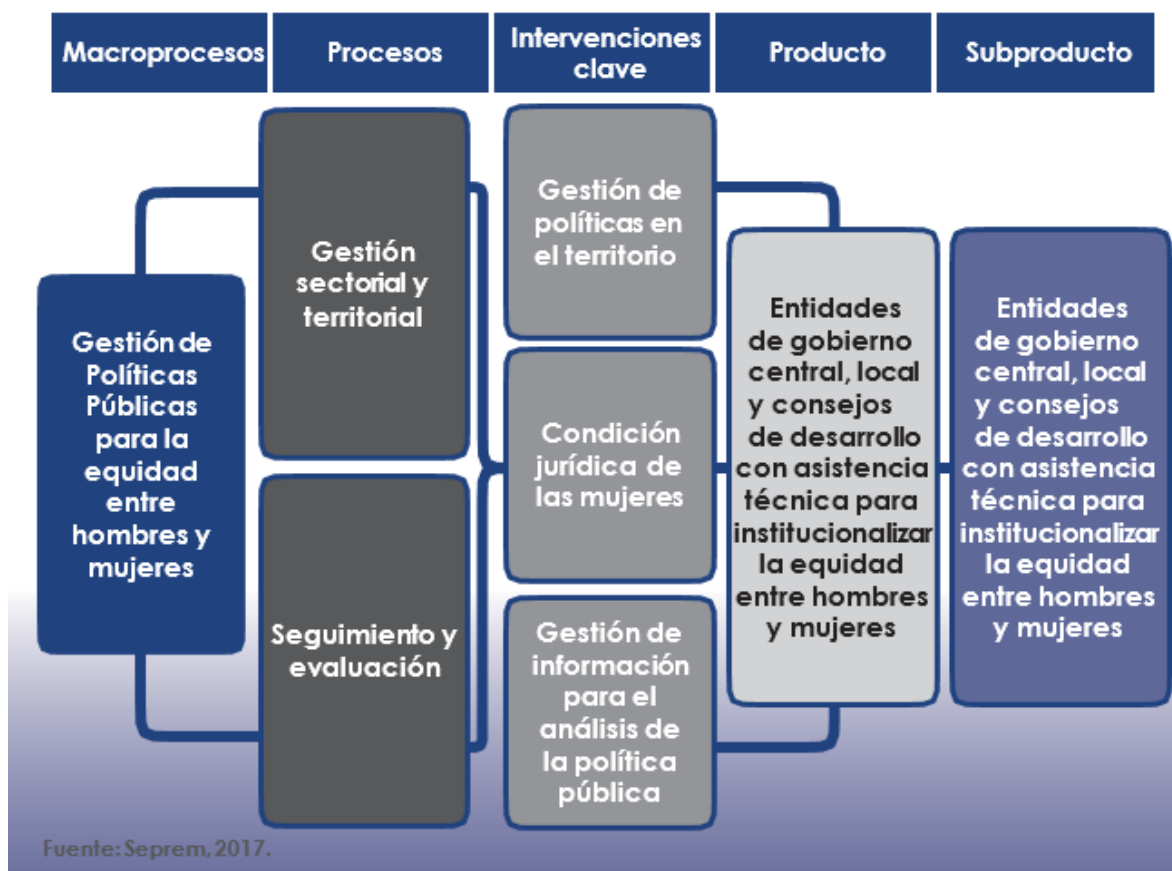 Macroprocesos
Procesos
Intervenciones
clave
Producto
Subproducto
Gestión de
Políticas
Públicas
para la
equidad
entre
hombres y
mujeres
Gestión
sectorial y
territorial
Seguimiento y
evaluación
Gestión de
políticas en
el territorio
Condición
jurídica de
las mujeres
Gestión de
información
para el
análisis de
la política
pública
Entidades
de gobierno
central, local
y consejos
de desarrollo
con asistencia
técnica para
institucionalizar
la equidad
entre hombres
y mujeres
Entidades
de gobierno
central, local
y consejos
de desarrollo
con asistencia
técnica para
institucionalizar
la equidad
entre hombres
y mujeres
Fuente: Seprem, 2017.